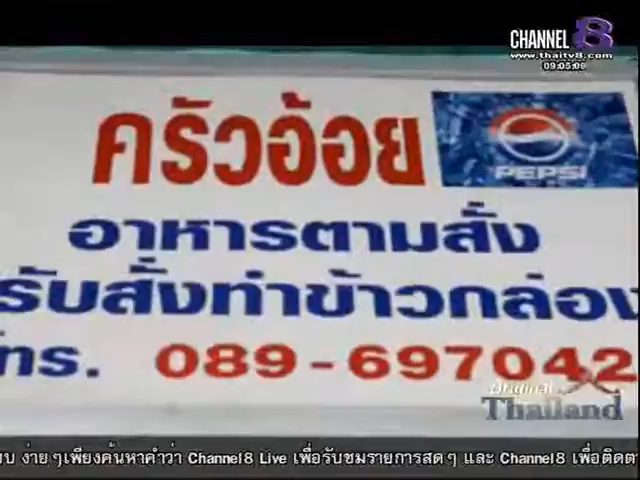 CHANNEL 8
www.thaitv8.com
09:05:09
ครัวอ้อย
PEPSI
อาหารตามสั่ง
รับสั่งทำข้าวกล่อง
โทร. 089-697042
Original
Thailand
ง่ายๆเพียงค้นหาคำว่า Channel8 Live เพื่อรับชมรายการสดๆ และ Channel8 เพื่อติดตา